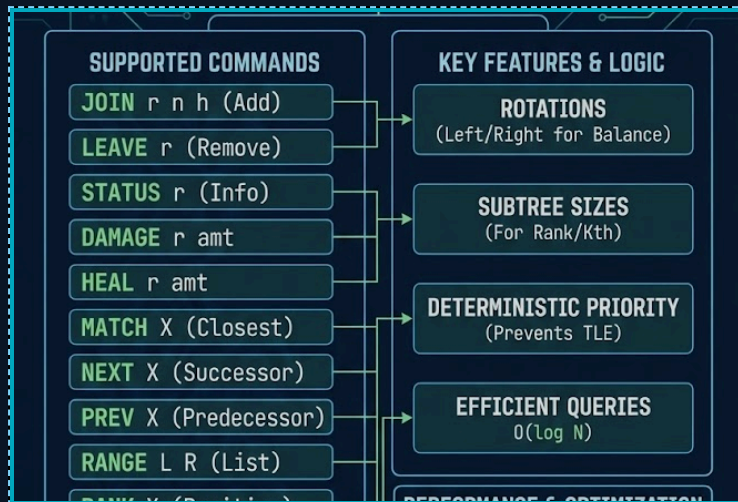 SUPPORTED COMMANDS
JOIN r n h (Add)
LEAVE r (Remove)
STATUS r (Info)
DAMAGE r amt
HEAL r amt
MATCH X (Closest)
NEXT X (Successor)
PREV X (Predecessor)
RANGE L R (List)
KEY FEATURES & LOGIC
ROTATIONS
(Left/Right for Balance)
SUBTREE SIZES
(For Rank/Kth)
DETERMINISTIC PRIORITY
(Prevents TLE)
EFFICIENT QUERIES
O(log N)
PERFORMANCE & OPTIMIZATION